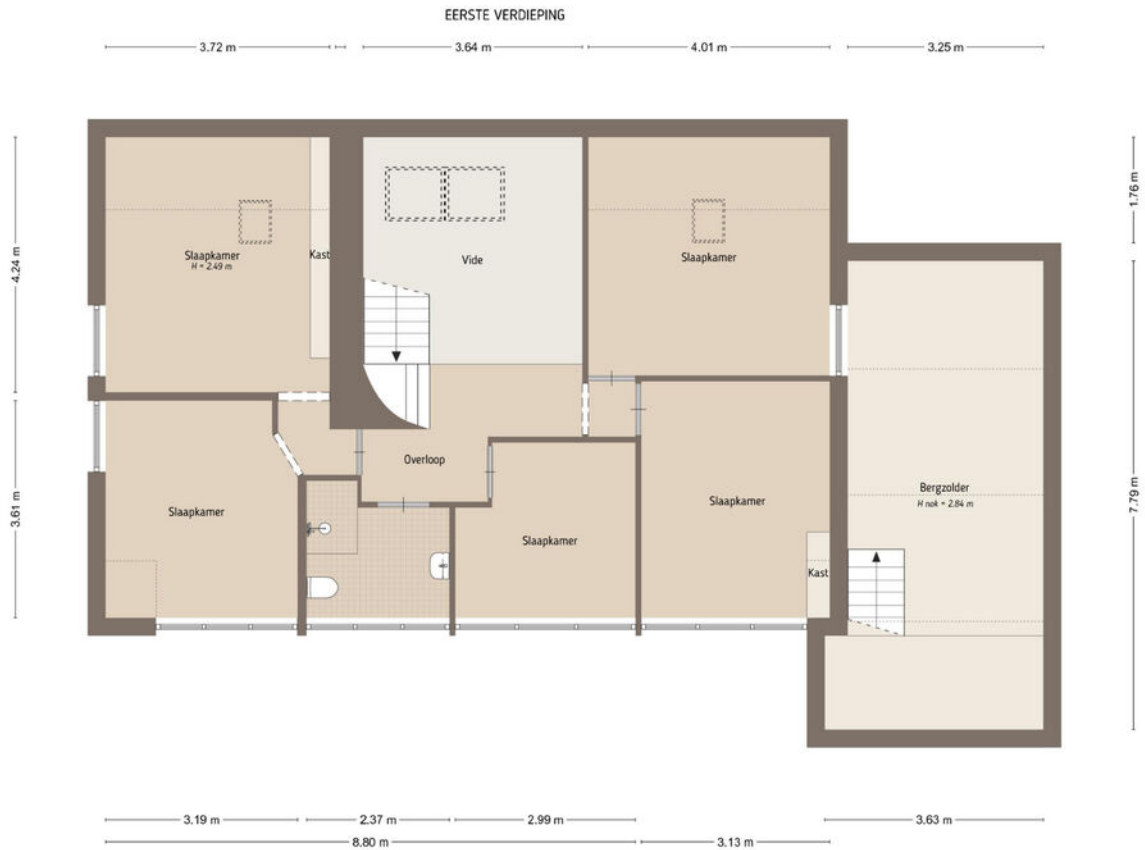 EERSTE VERDIEPING
3.72 m
3.64 m
4.01 m
3.25 m
4.24 m
3.61 m
1.76 m
7.79 m
Slaapkamer
H = 2.49 m
Kast
Vide
Slaapkamer
Overloop
Slaapkamer
Slaapkamer
Slaapkamer
Kast
Bergzolder
H nok = 2.84 m
3.19 m
2.37 m
2.99 m
3.63 m
8.80 m
3.13 m